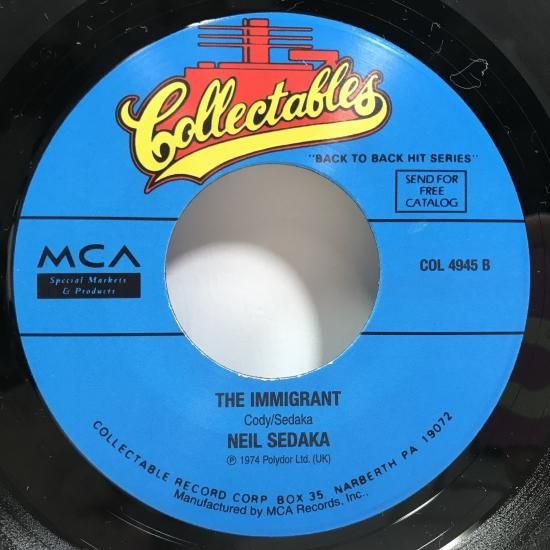 Collectables
"BACK TO BACK HIT SERIES"
SEND FOR
FREE
CATALOG
MCA
Special Markets
& Products
COL 4945 B
THE IMMIGRANT
Cody/Sedaka
NEIL SEDAKA
℗ 1974 Polydor Ltd. (UK)
COLLECTABLE RECORD CORP BOX 35, NARBERTH PA 19072
Manufactured by MCA Records, Inc.,